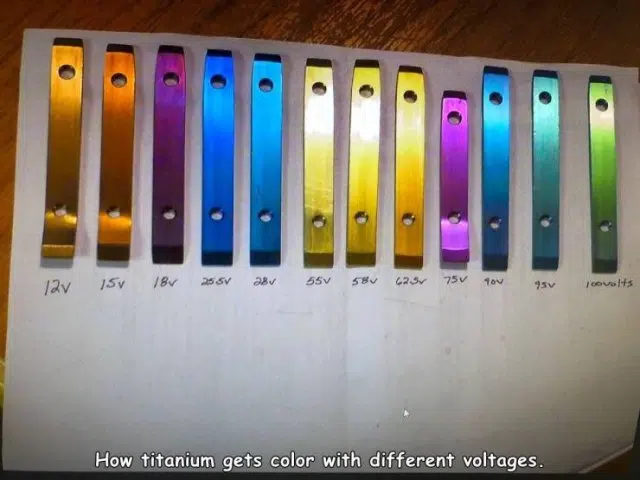 12v 15v 18v 25.5v 28v 55v 58v 62.5v 75v 90v 95v 100volts
How titanium gets color with different voltages.